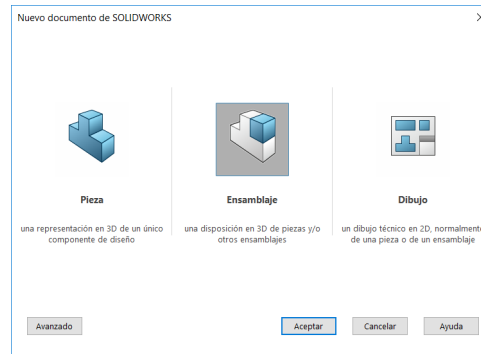 Nuevo documento de SOLIDWORKS
Pieza
una representación en 3D de un único
componente de diseño
Ensamblaje
una disposición en 3D de piezas y/o
otros ensamblajes
Dibujo
un dibujo técnico en 2D, normalmente
de una pieza o de un ensamblaje
Avanzado
Aceptar
Cancelar
Ayuda